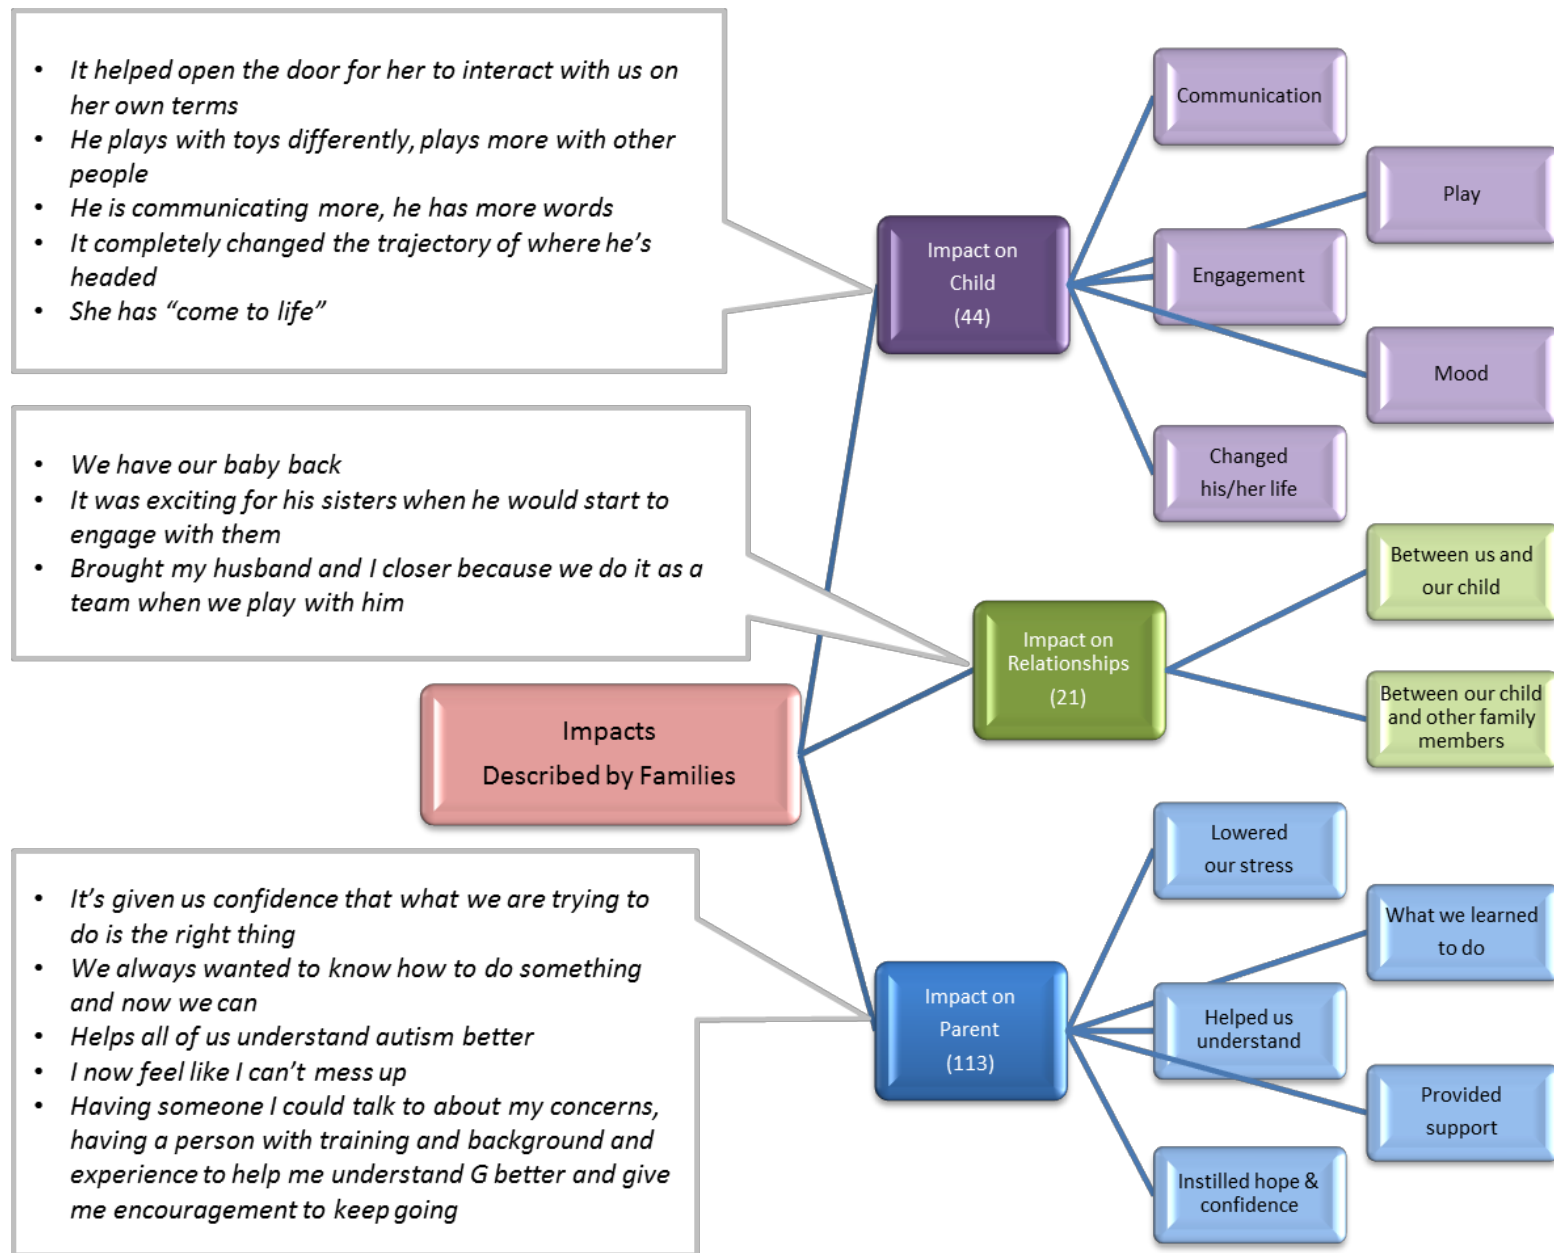 • It helped open the door for her to interact with us on
her own terms
• He plays with toys differently, plays more with other
people
• He is communicating more, he has more words
• It completely changed the trajectory of where he’s
headed
• She has “come to life”
• We have our baby back
• It was exciting for his sisters when he would start to
engage with them
• Brought my husband and I closer because we do it as a
team when we play with him
Impacts
Described by Families
• It’s given us confidence that what we are trying to
do is the right thing
• We always wanted to know how to do something
and now we can
• Helps all of us understand autism better
• I now feel like I can’t mess up
• Having someone I could talk to about my concerns,
having a person with training and background and
experience to help me understand G better and give
me encouragement to keep going
Impact on
Child
(44)
Communication
Play
Engagement
Mood
Changed
his/her life
Impact on
Relationships
(21)
Between us and
our child
Between our child
and other family
members
Impact on
Parent
(113)
Lowered
our stress
What we learned
to do
Helped us
understand
Provided
support
Instilled hope &
confidence